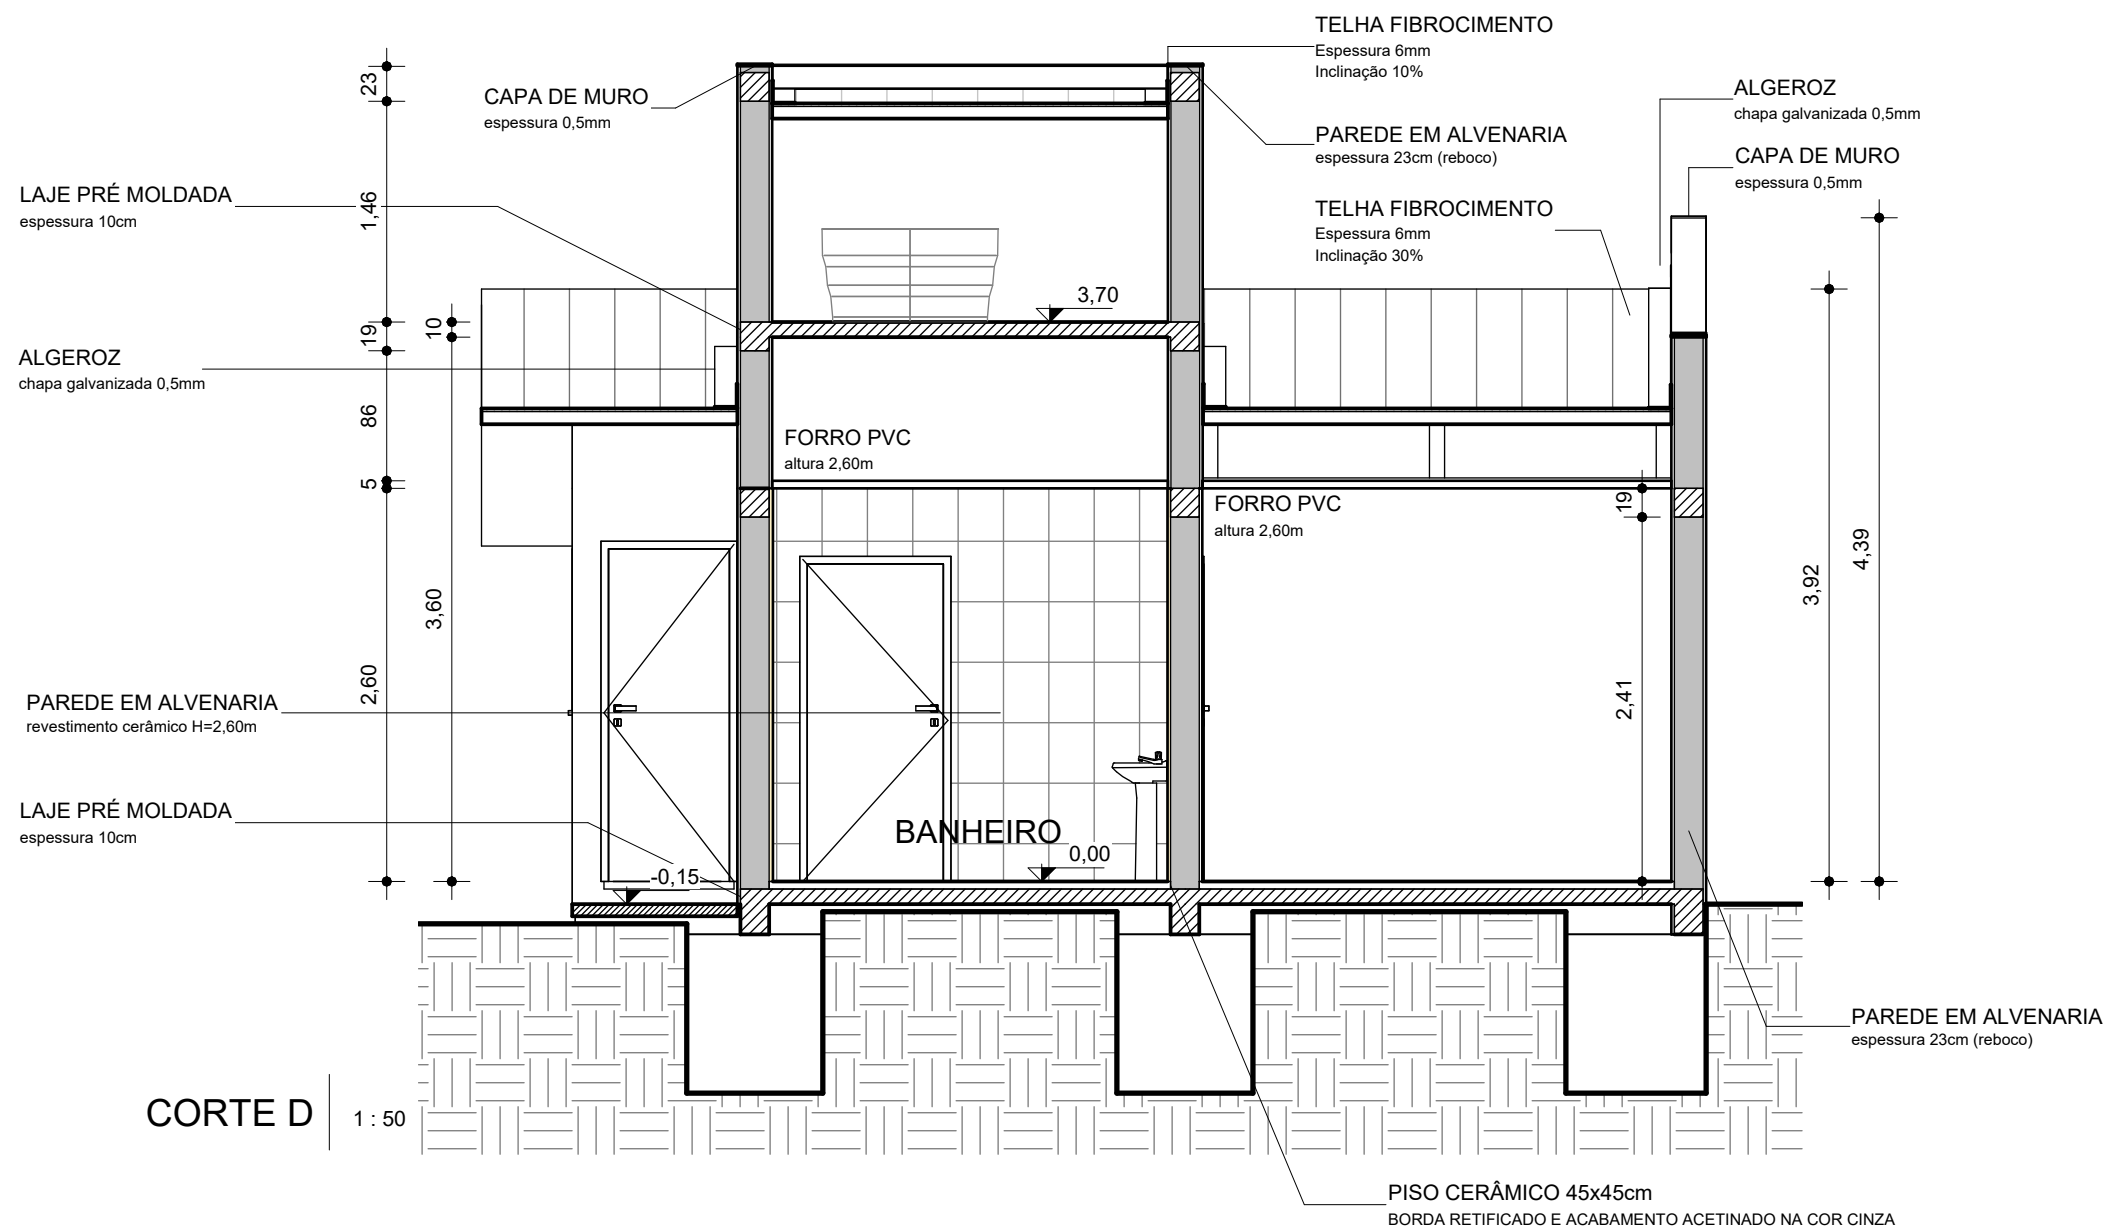 TELHA FIBROCIMENTO
Espessura 6mm
Inclinação 10%
23
CAPA DE MURO
espessura 0,5mm
ALGEROZ
chapa galvanizada 0,5mm
PAREDE EM ALVENARIA
espessura 23cm (reboco)
CAPA DE MURO
espessura 0,5mm
LAJE PRÉ MOLDADA
espessura 10cm
1,46
TELHA FIBROCIMENTO
Espessura 6mm
Inclinação 30%
3,70
19
10
ALGEROZ
chapa galvanizada 0,5mm
86
FORRO PVC
altura 2,60m
5
FORRO PVC
altura 2,60m
19
4,39
3,92
3,60
2,60
2,41
PAREDE EM ALVENARIA
revestimento cerâmico H=2,60m
LAJE PRÉ MOLDADA
espessura 10cm
BANHEIRO
0,00
-0,15
PAREDE EM ALVENARIA
espessura 23cm (reboco)
CORTE D
1 : 50
PISO CERÂMICO 45x45cm
BORDA RETIFICADO E ACABAMENTO ACETINADO NA COR CINZA